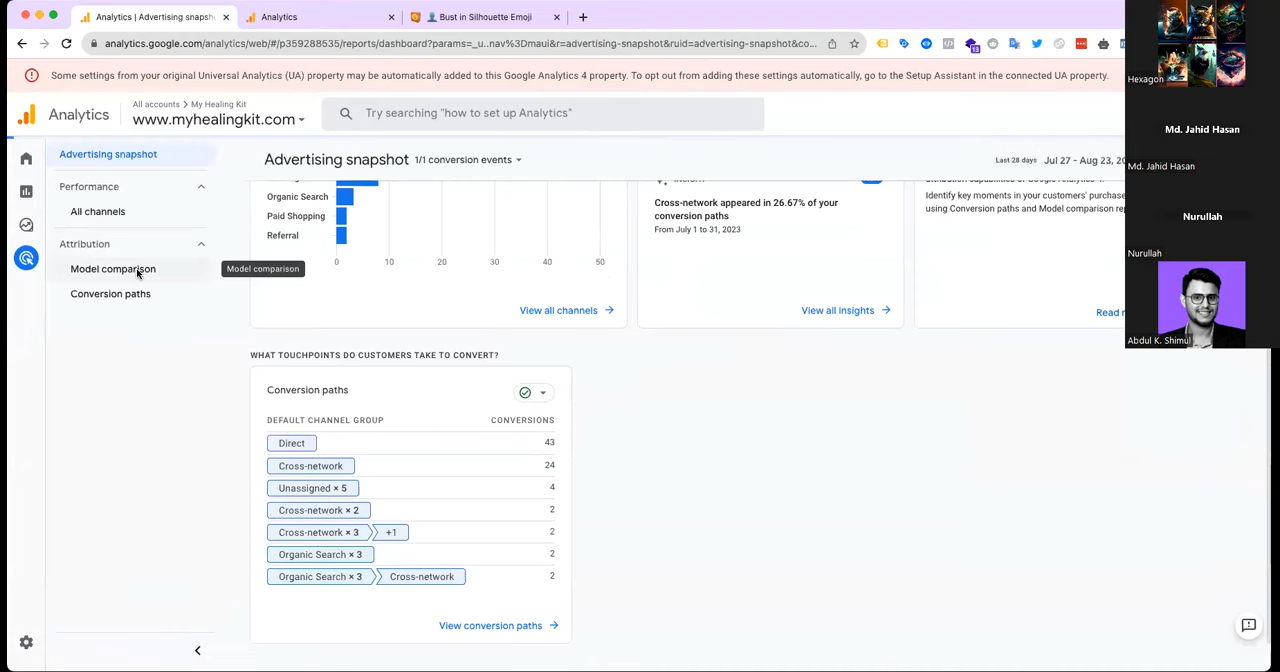 Analytics | Advertising snapsh
Analytics
Bust in Silhouette Emoji
analytics.google.com/analytics/web/#/p359288535/reports/dashboard?params=_u..nav%3Dmaui&r=advertising-snapshot&ruid=advertising-snapshot&co...
13
Some settings from your original Universal Analytics (UA) property may be automatically added to this Google Analytics 4 property. To opt out from adding these settings automatically, go to the Setup Assistant in the connected UA property.
Hexagon
Analytics
All accounts > My Healing Kit
www.myhealingkit.com
Try searching "how to set up Analytics"
Md. Jahid Hasan
Md. Jahid Hasan
Advertising snapshot
Performance
All channels
Attribution
Model comparison
Conversion paths
Model comparison
Advertising snapshot
1/1 conversion events
Last 28 days
Jul 27 - Aug 23, 20
Organic Search
Paid Shopping
Referral
0 10 20 30 40 50
View all channels
Cross-network appeared in 26.67% of your
conversion paths
From July 1 to 31, 2023
View all insights
Identify key moments in your customers' purchase
using Conversion paths and Model comparison rep
Read
Nurullah
Nurullah
Abdul K. Shimul
WHAT TOUCHPOINTS DO CUSTOMERS TAKE TO CONVERT?
Conversion paths
DEFAULT CHANNEL GROUP CONVERSIONS
Direct 43
Cross-network 24
Unassigned × 5 4
Cross-network × 2 2
Cross-network × 3 +1 2
Organic Search × 3 2
Organic Search × 3 Cross-network 2
View conversion paths